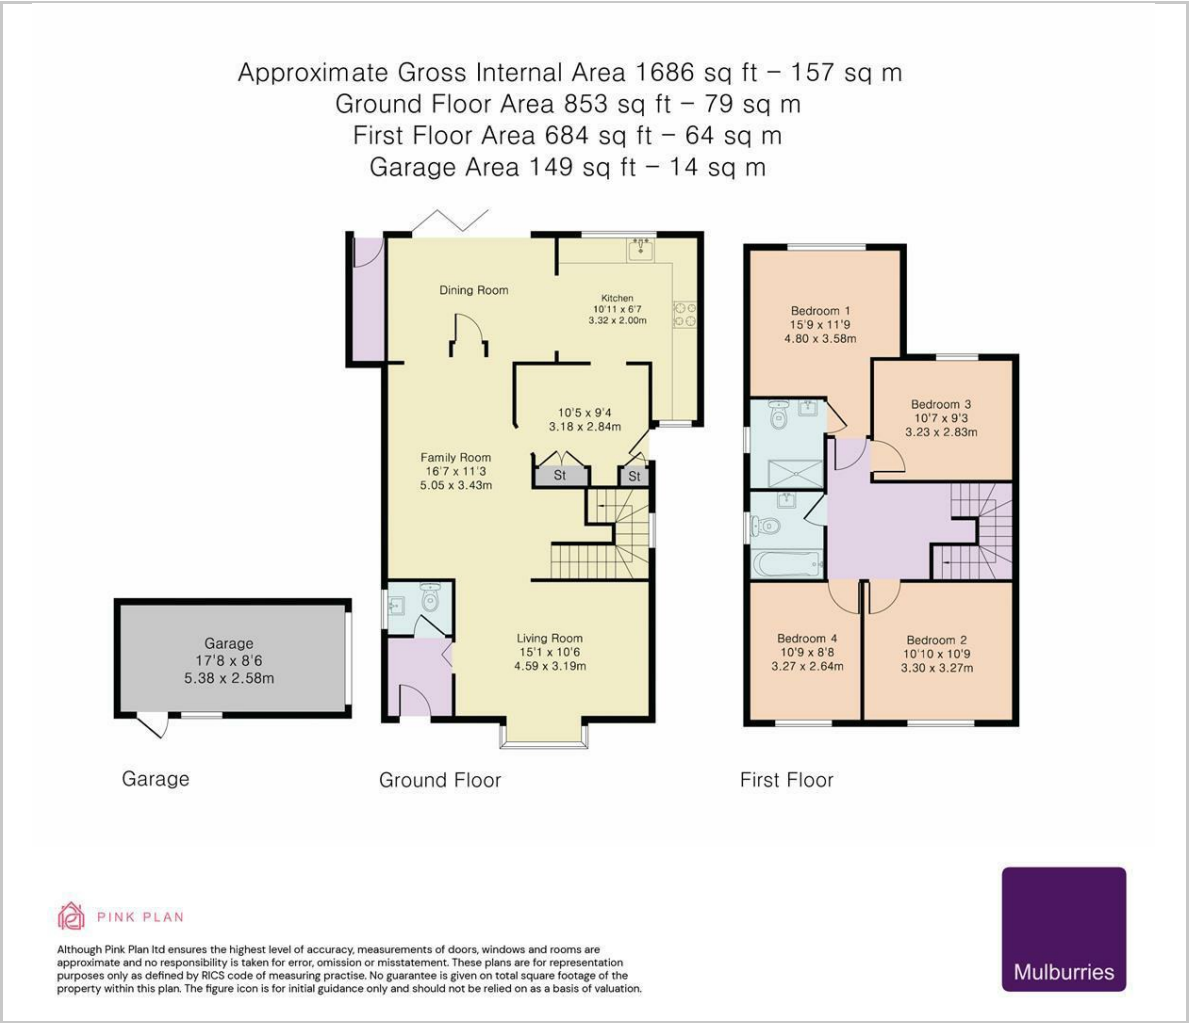 Approximate Gross Internal Area 1686 sq ft – 157 sq m
Ground Floor Area 853 sq ft – 79 sq m
First Floor Area 684 sq ft – 64 sq m
Garage Area 149 sq ft – 14 sq m
Dining Room
Kitchen
10'11 x 6'7
3.32 x 2.00m
10'5 x 9'4
3.18 x 2.84m
Family Room
16'7 x 11'3
5.05 x 3.43m
St
St
Living Room
15'1 x 10'6
4.59 x 3.19m
Bedroom 1
15'9 x 11'9
4.80 x 3.58m
Bedroom 3
10'7 x 9'3
3.23 x 2.83m
Bedroom 4
10'9 x 8'8
3.27 x 2.64m
Bedroom 2
10'10 x 10'9
3.30 x 3.27m
Garage
17'8 x 8'6
5.38 x 2.58m
Garage
Ground Floor
First Floor
PINK PLAN
Although Pink Plan ltd ensures the highest level of accuracy, measurements of doors, windows and rooms are
approximate and no responsibility is taken for error, omission or misstatement. These plans are for representation
purposes only as defined by RICS code of measuring practise. No guarantee is given on total square footage of the
property within this plan. The figure icon is for initial guidance only and should not be relied on as a basis of valuation.
Mulburries